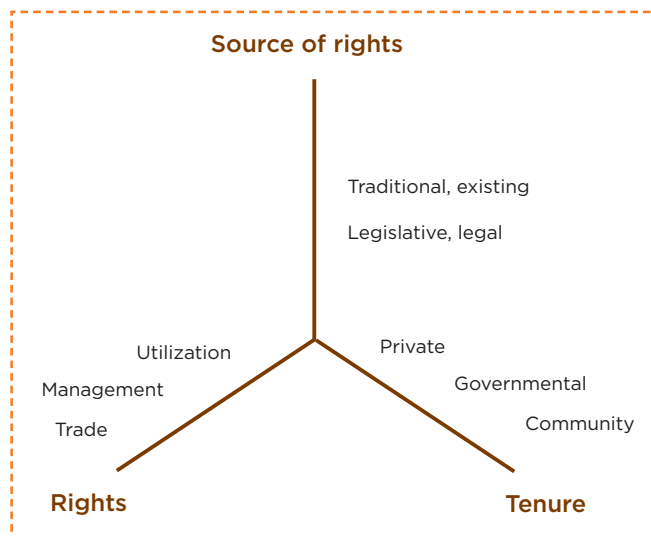 Source of rights
Traditional, existing
Legislative, legal
Utilization
Management
Trade
Private
Governmental
Community
Rights
Tenure